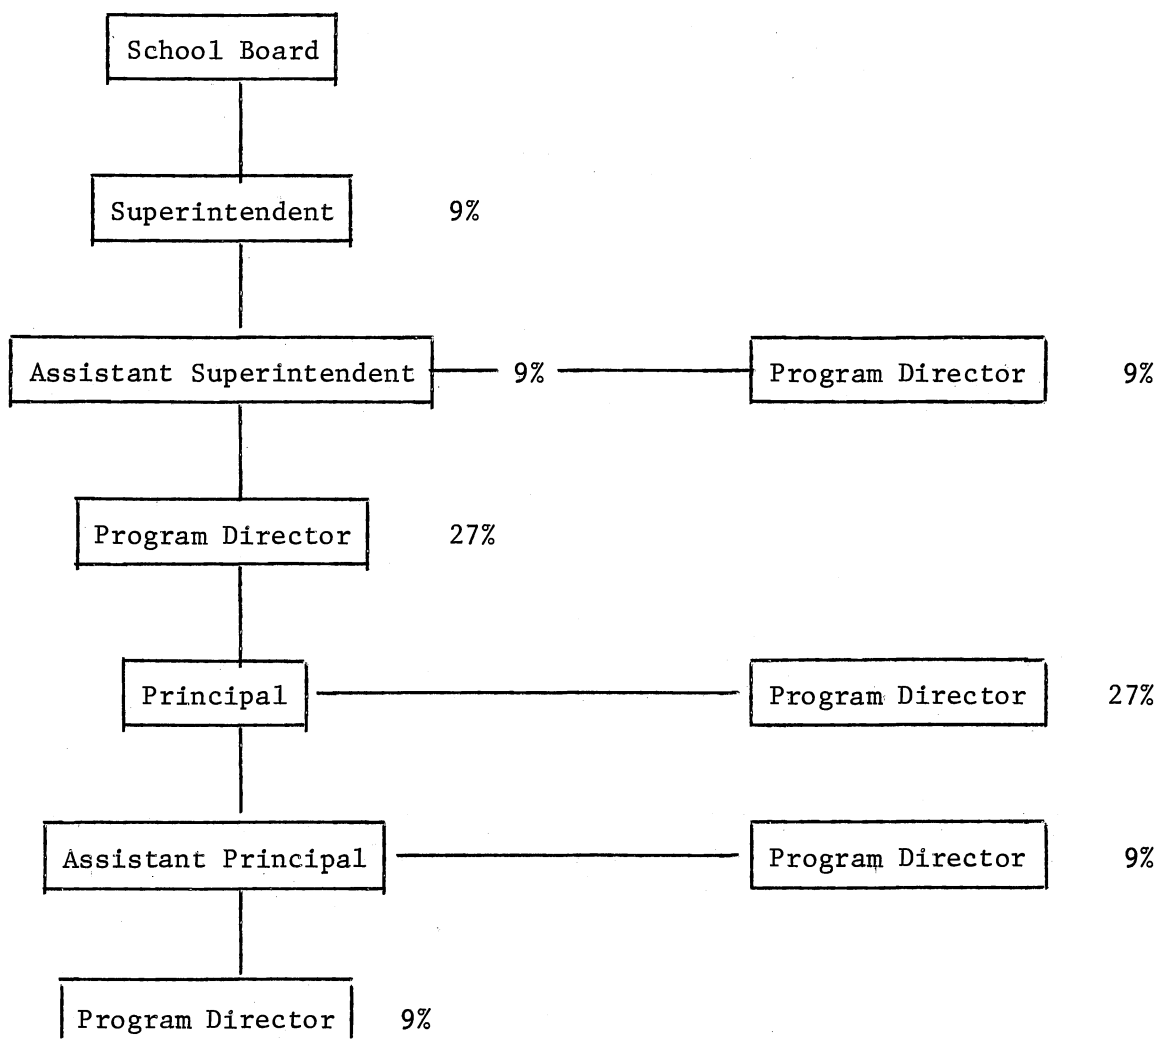 School Board
Superintendent 9%
Assistant Superintendent 9% Program Director 9%
Program Director 27%
Principal Program Director 27%
Assistant Principal Program Director 9%
Program Director 9%